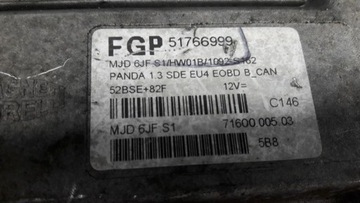 FGP 51766999
MJD 6JF S1/HW01B/1092-S162
PANDA 1.3 SDE EU4 EOBD B_CAN
52BSE+82F 12V=
C146
MJD 6JF S1 71600.005.03
5B8